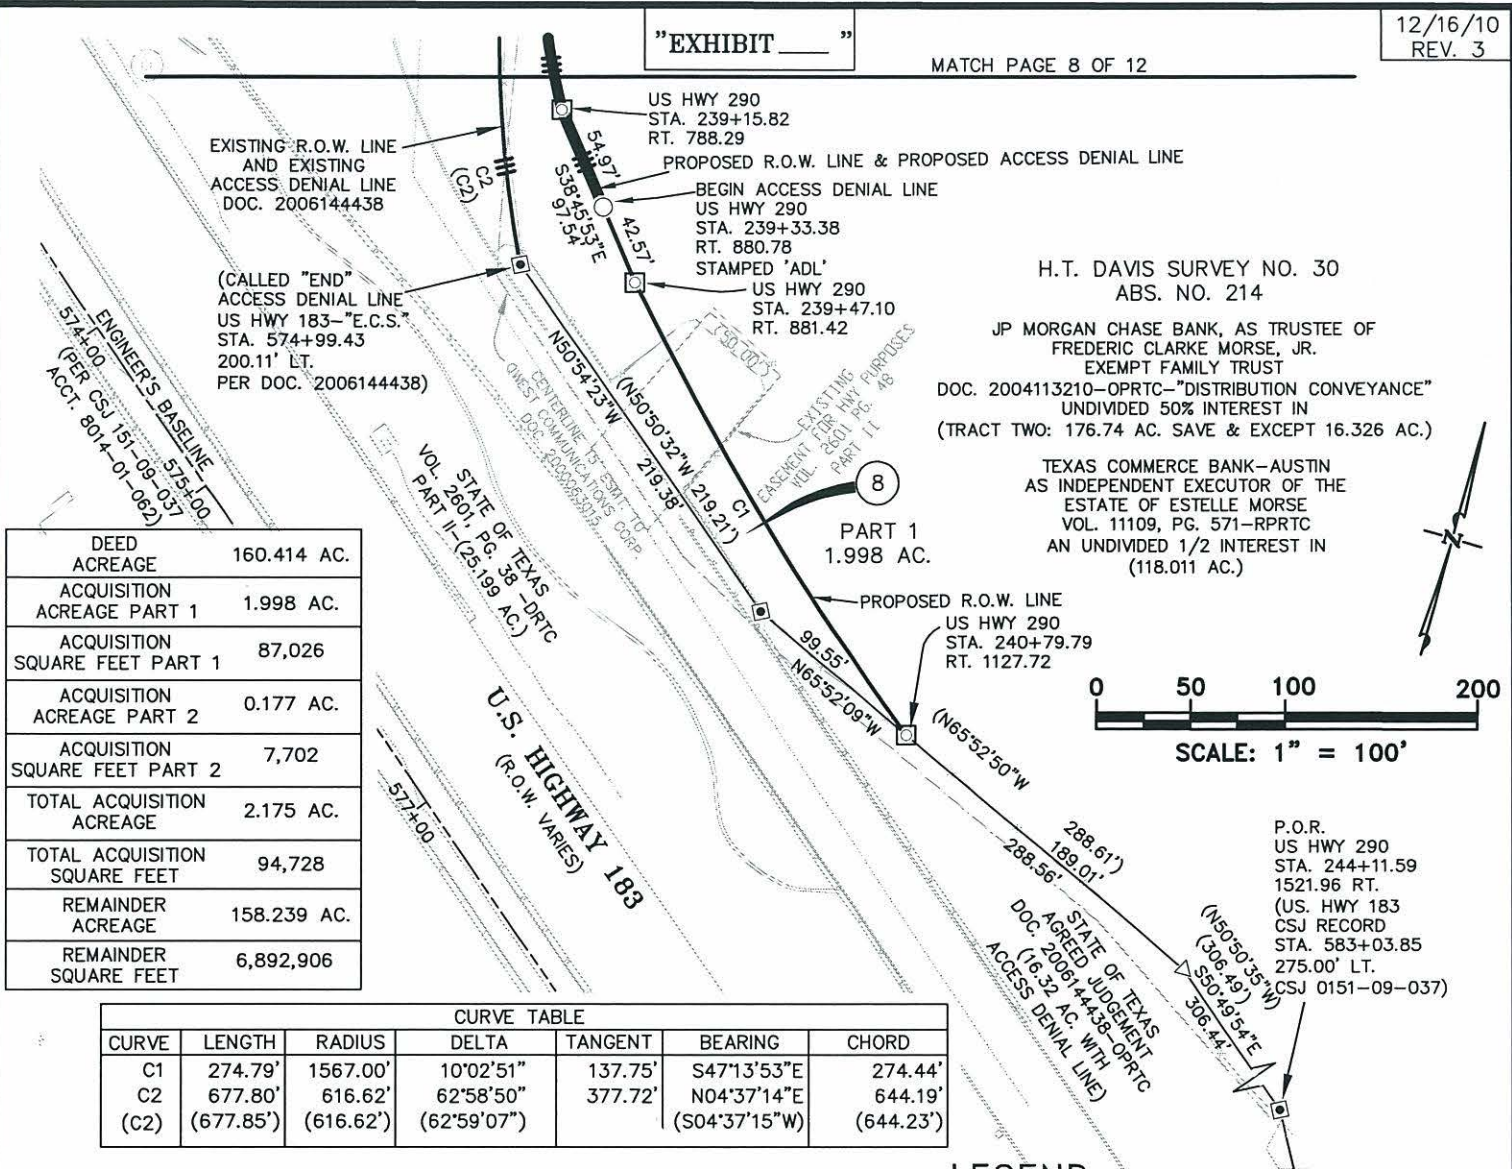 "EXHIBIT ____ "
12/16/10
REV. 3
MATCH PAGE 8 OF 12
US HWY 290
STA. 239+15.82
RT. 788.29
EXISTING R.O.W. LINE
AND EXISTING
ACCESS DENIAL LINE
DOC. 2006144438
C2
(C2)
54.97'
S38°45'53"E
97.54'
42.57'
PROPOSED R.O.W. LINE & PROPOSED ACCESS DENIAL LINE
BEGIN ACCESS DENIAL LINE
US HWY 290
STA. 239+33.38
RT. 880.78
STAMPED 'ADL'
US HWY 290
STA. 239+47.10
RT. 881.42
(CALLED "END"
ACCESS DENIAL LINE
US HWY 183-"E.C.S."
STA. 574+99.43
200.11' LT.
PER DOC. 2006144438)
H.T. DAVIS SURVEY NO. 30
ABS. NO. 214
JP MORGAN CHASE BANK, AS TRUSTEE OF
FREDERIC CLARKE MORSE, JR.
EXEMPT FAMILY TRUST
DOC. 2004113210-OPRTC-"DISTRIBUTION CONVEYANCE"
UNDIVIDED 50% INTEREST IN
(TRACT TWO: 176.74 AC. SAVE & EXCEPT 16.326 AC.)
TEXAS COMMERCE BANK-AUSTIN
AS INDEPENDENT EXECUTOR OF THE
ESTATE OF ESTELLE MORSE
VOL. 11109, PG. 571-RPRTC
AN UNDIVIDED 1/2 INTEREST IN
(118.011 AC.)
ENGINEER'S BASELINE
574+00
575+00
(PER CSJ 151-09-037
ACCT. 8014-01-062)
N50°54'23"W
219.38'
(N50°50'32"W 219.21')
C1
CENTERLINE 15' ESMT. TO
QWEST COMMUNICATIONS CORP.
DOC. 2000063015
EXISTING
EASEMENT FOR HWY PURPOSES
VOL. 2601 PG. 48
PART II
8
PART 1
1.998 AC.
STATE OF TEXAS
VOL. 2601, PG. 38 -DRTC
PART II-(25.199 AC.)
PROPOSED R.O.W. LINE
US HWY 290
STA. 240+79.79
RT. 1127.72
99.55'
N65°52'09"W
N
0 50 100 200
SCALE: 1" = 100'
DEED ACREAGE 160.414 AC.
ACQUISITION ACREAGE PART 1 1.998 AC.
ACQUISITION SQUARE FEET PART 1 87,026
ACQUISITION ACREAGE PART 2 0.177 AC.
ACQUISITION SQUARE FEET PART 2 7,702
TOTAL ACQUISITION ACREAGE 2.175 AC.
TOTAL ACQUISITION SQUARE FEET 94,728
REMAINDER ACREAGE 158.239 AC.
REMAINDER SQUARE FEET 6,892,906
U.S. HIGHWAY 183
(R.O.W. VARIES)
577+00
(N65°52'50"W
288.61')
189.01'
288.56'
P.O.R.
US HWY 290
STA. 244+11.59
1521.96 RT.
(US. HWY 183
CSJ RECORD
STA. 583+03.85
275.00' LT.
CSJ 0151-09-037)
(N50°50'35"W)
(306.49')
S50°49'54"E
306.44'
STATE OF TEXAS
AGREED JUDGEMENT
DOC. 2006144438-OPRTC
(16.32 AC. WITH
ACCESS DENIAL LINE)
CURVE TABLE
CURVE LENGTH RADIUS DELTA TANGENT BEARING CHORD
C1 274.79' 1567.00' 10°02'51" 137.75' S47°13'53"E 274.44'
C2 677.80' 616.62' 62°58'50" 377.72' N04°37'14"E 644.19'
(C2) (677.85') (616.62') (62°59'07") (S04°37'15"W) (644.23')
LEGEND